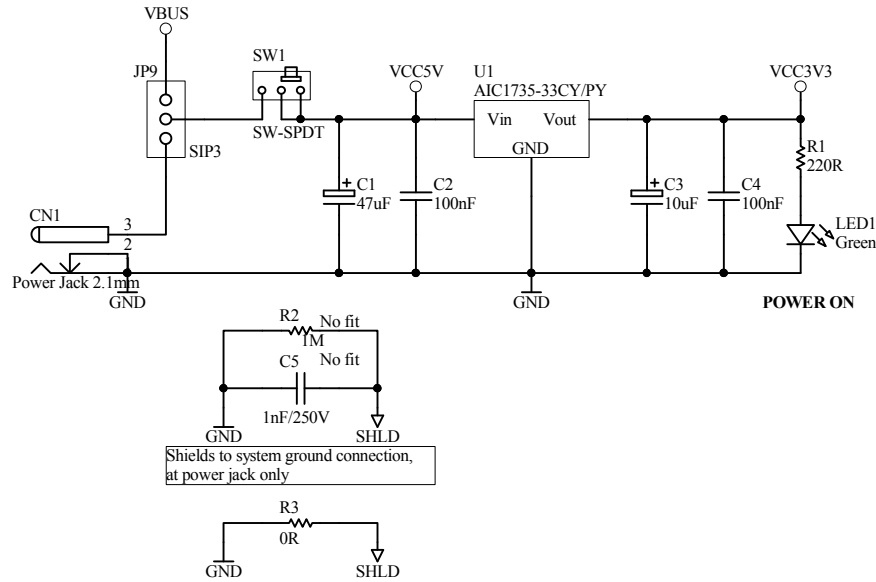 VBUS
JP9
SIP3
SW1
SW-SPDT
VCC5V
U1
AIC1735-33CY/PY
Vin Vout
GND
VCC3V3
R1
220R
C1
47uF
C2
100nF
C3
10uF
C4
100nF
LED1
Green
CN1
3
2
Power Jack 2.1mm
GND
GND
POWER ON
R2 No fit
1M
C5 No fit
1nF/250V
GND SHLD
Shields to system ground connection,
at power jack only
R3
0R
GND SHLD